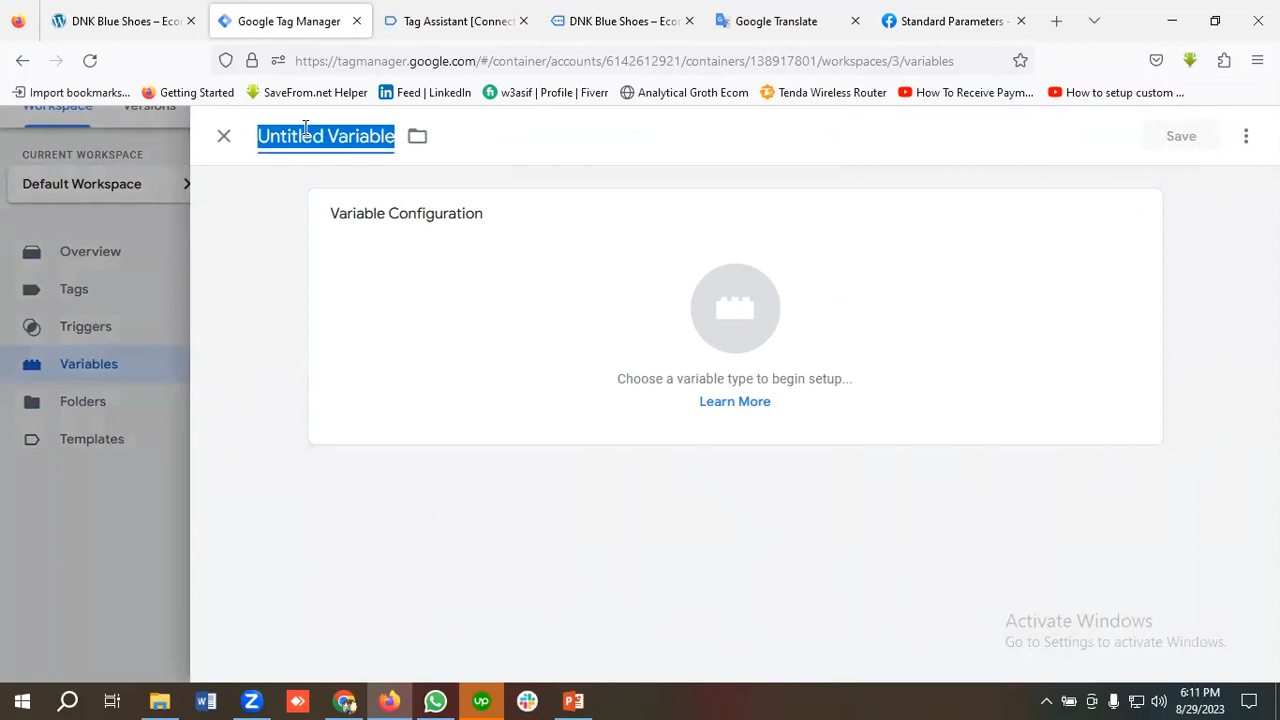 DNK Blue Shoes – Ecor
Google Tag Manager
Tag Assistant [Connect
DNK Blue Shoes – Ecor
Google Translate
Standard Parameters -
https://tagmanager.google.com/#/container/accounts/6142612921/containers/138917801/workspaces/3/variables
Import bookmarks...
Getting Started
SaveFrom.net Helper
Feed | LinkedIn
w3asif | Profile | Fiverr
Analytical Groth Ecom
Tenda Wireless Router
How To Receive Paym...
How to setup custom ...
Workspace
Versions
Untitled Variable
Save
CURRENT WORKSPACE
Default Workspace
Variable Configuration
Overview
Tags
Triggers
Variables
Folders
Templates
Choose a variable type to begin setup...
Learn More
Activate Windows
Go to Settings to activate Windows.
6:11 PM
8/29/2023